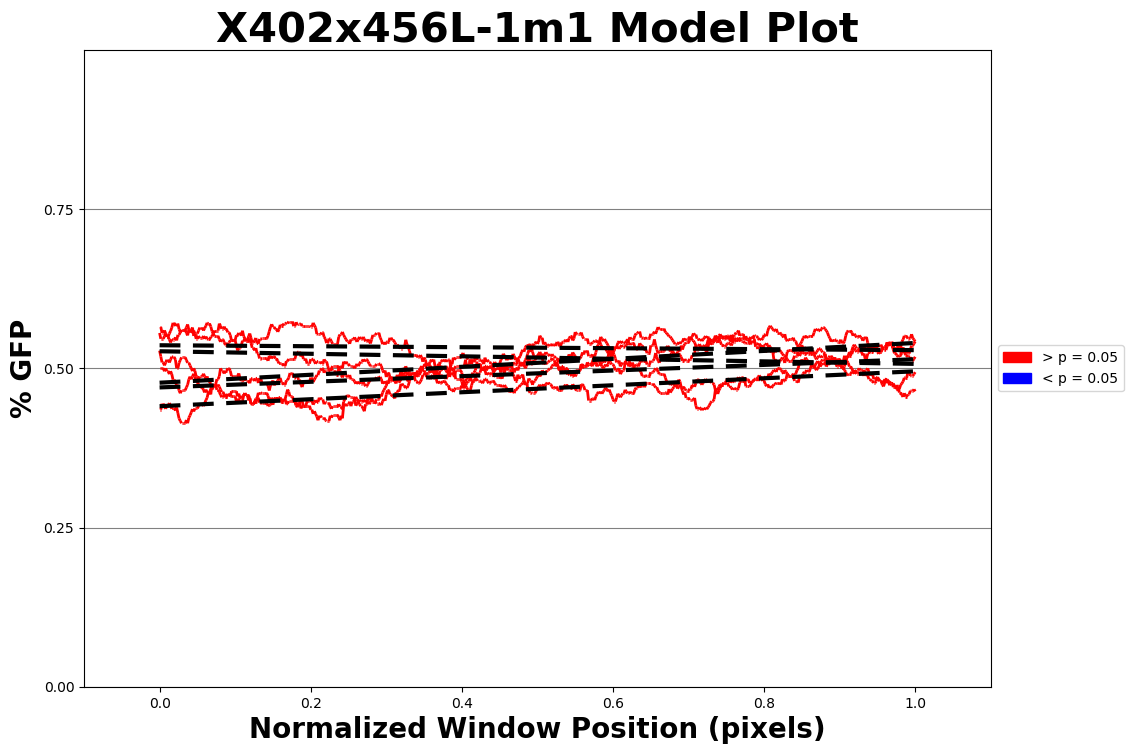 X402x456L-1m1 Model Plot
% GFP
0.75
0.50
0.25
0.00
0.0 0.2 0.4 0.6 0.8 1.0
Normalized Window Position (pixels)
> p = 0.05
< p = 0.05